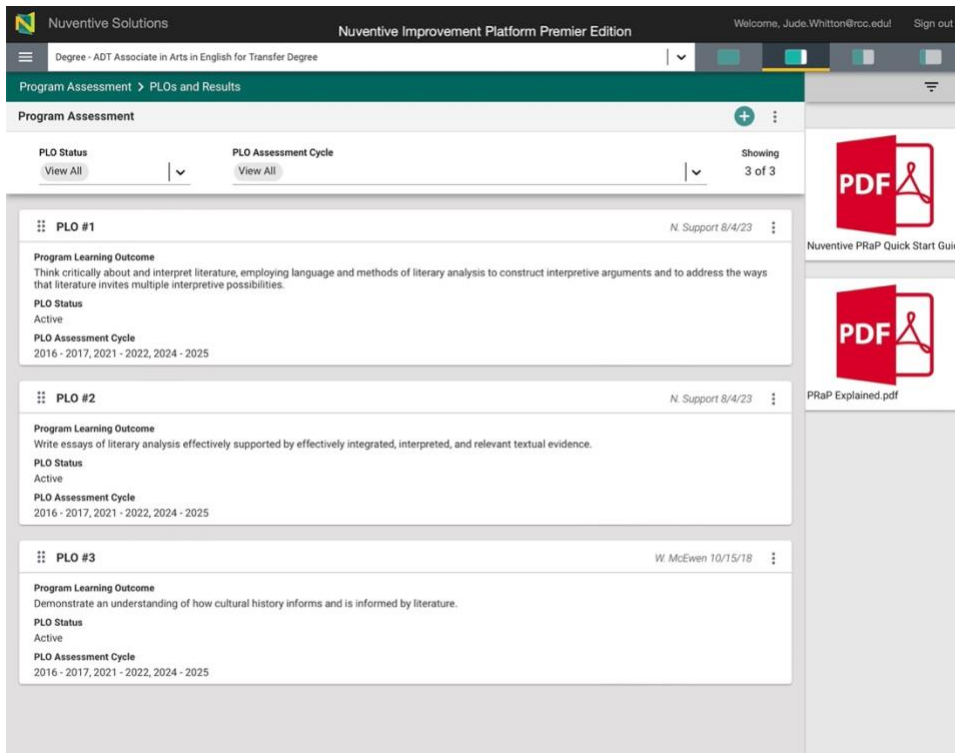 Nuventive Solutions
Nuventive Improvement Platform Premier Edition
Welcome, Jude.Whitton@rcc.edu!
Sign out
Degree - ADT Associate in Arts in English for Transfer Degree
Program Assessment > PLOs and Results
Program Assessment
PLO Status
PLO Assessment Cycle
Showing
View All
View All
3 of 3
PLO #1
N. Support 8/4/23
Program Learning Outcome
Think critically about and interpret literature, employing language and methods of literary analysis to construct interpretive arguments and to address the ways
that literature invites multiple interpretive possibilities.
PLO Status
Active
PLO Assessment Cycle
2016 - 2017, 2021 - 2022, 2024 - 2025
PLO #2
N. Support 8/4/23
Program Learning Outcome
Write essays of literary analysis effectively supported by effectively integrated, interpreted, and relevant textual evidence.
PLO Status
Active
PLO Assessment Cycle
2016 - 2017, 2021 - 2022, 2024 - 2025
PLO #3
W. McEwen 10/15/18
Program Learning Outcome
Demonstrate an understanding of how cultural history informs and is informed by literature.
PLO Status
Active
PLO Assessment Cycle
2016 - 2017, 2021 - 2022, 2024 - 2025
PDF
Nuventive PRaP Quick Start Guid
PDF
PRaP Explained.pdf